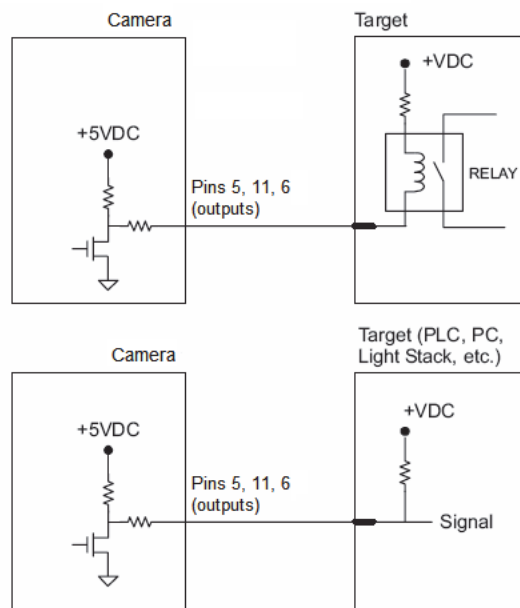 Camera
Target
+VDC
+5VDC
Pins 5, 11, 6
(outputs)
RELAY
Camera
Target (PLC, PC,
Light Stack, etc.)
+VDC
+5VDC
Pins 5, 11, 6
(outputs)
Signal